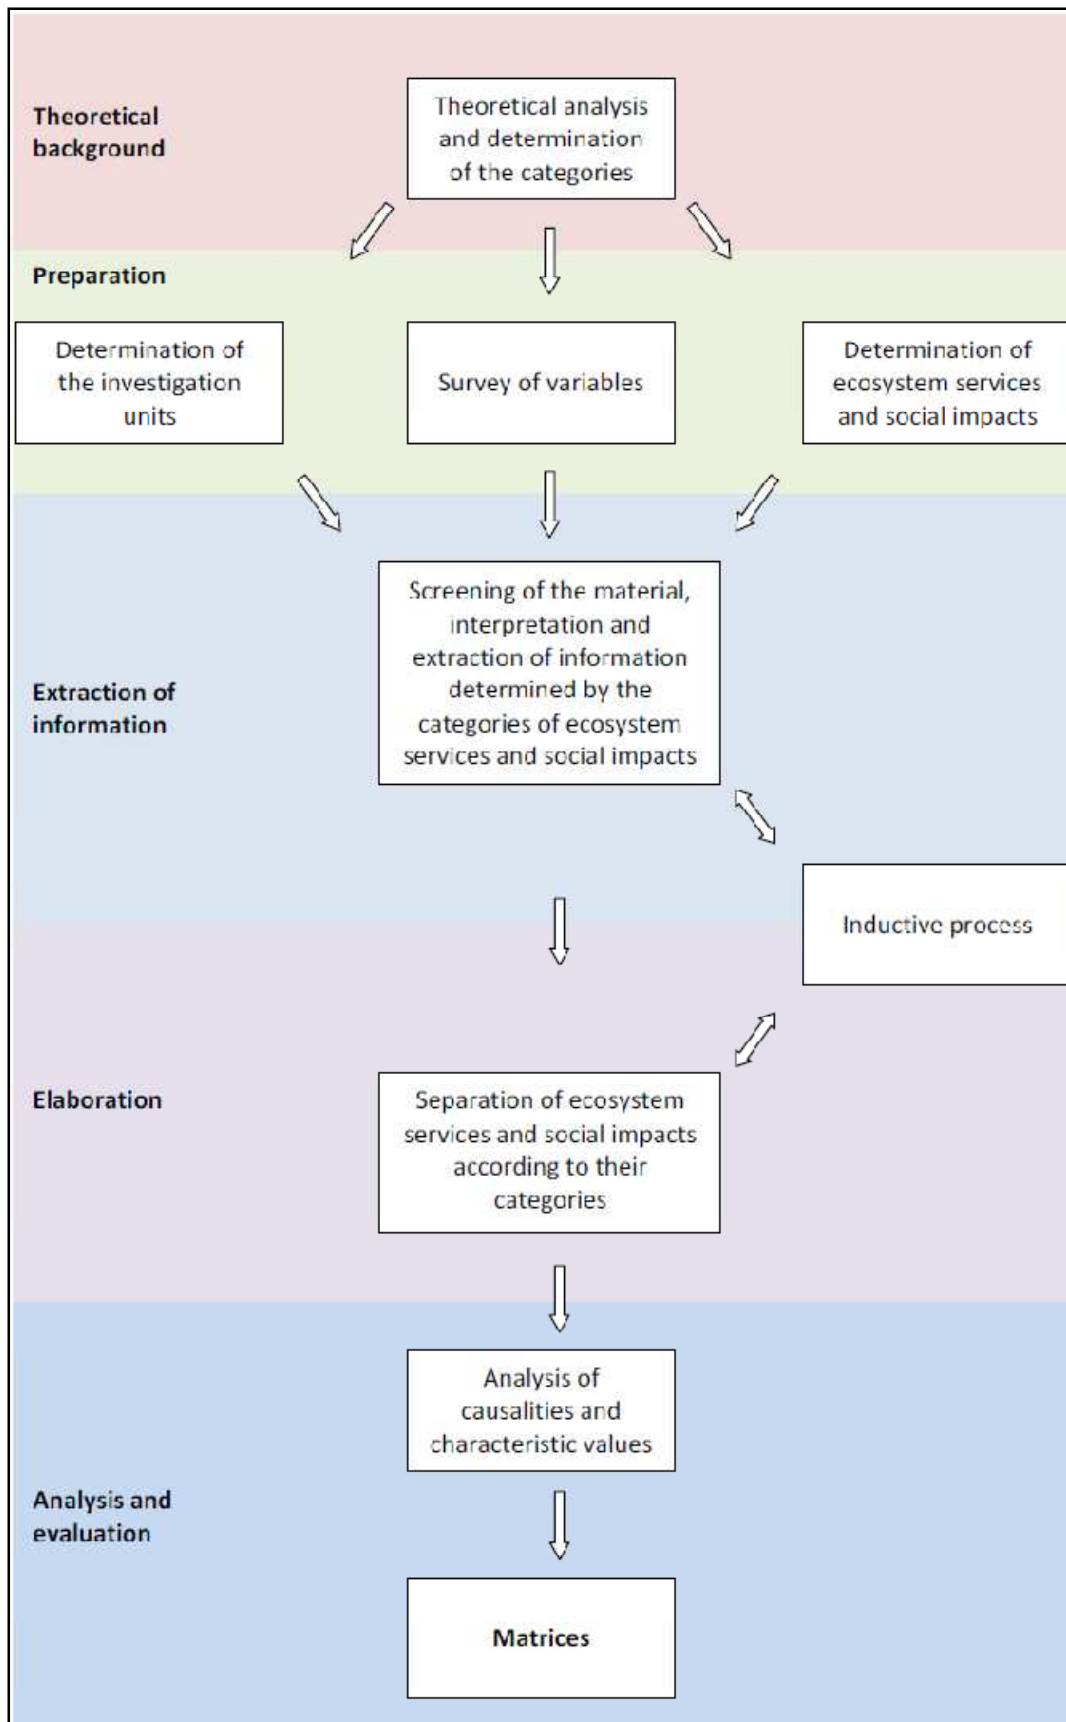 Theoretical
background
Theoretical analysis
and determination
of the categories
Preparation
Determination of
the investigation
units
Survey of variables
Determination of
ecosystem services
and social impacts
Extraction of
information
Screening of the material,
interpretation and
extraction of information
determined by the
categories of ecosystem
services and social impacts
Inductive process
Elaboration
Separation of ecosystem
services and social impacts
according to their
categories
Analysis and
evaluation
Analysis of
causalities and
characteristic values
Matrices